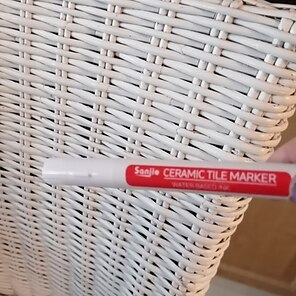 Sanjie CERAMIC TILE MARKER
WATER-BASED INK